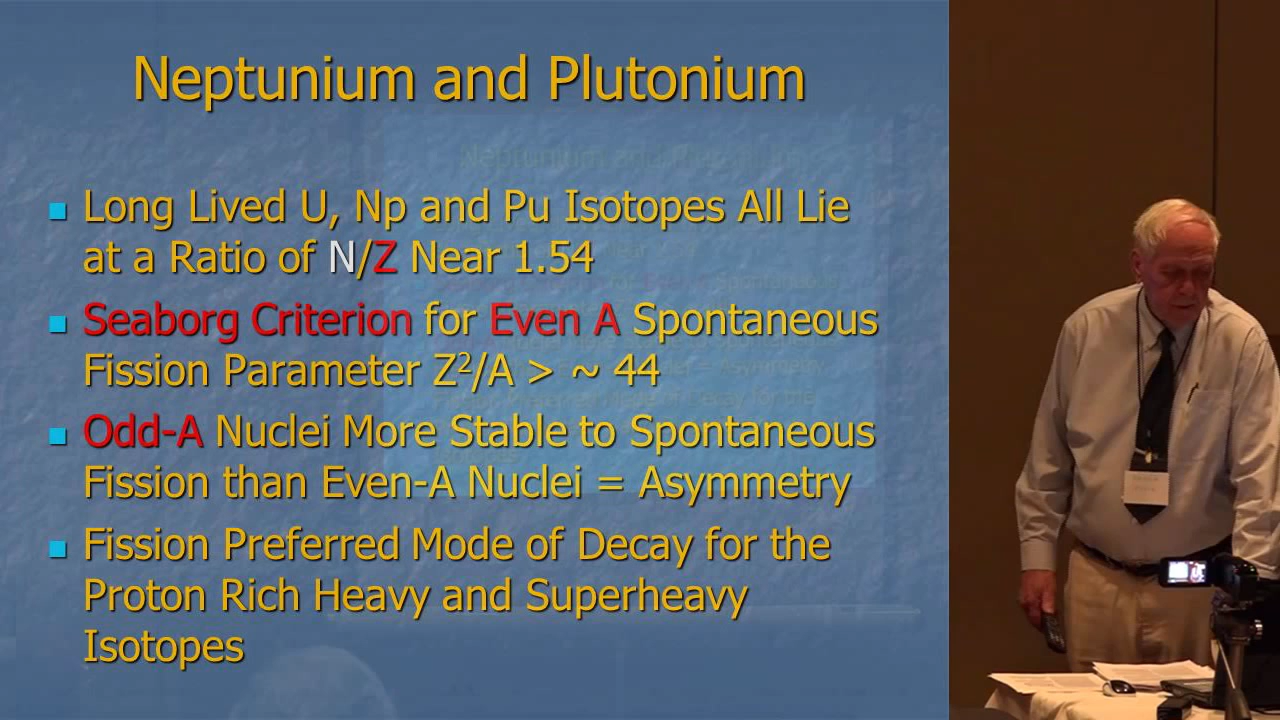 Neptunium and Plutonium
Long Lived U, Np and Pu Isotopes All Lie
at a Ratio of N/Z Near 1.54
Seaborg Criterion for Even A Spontaneous
Fission Parameter Z²/A > ~ 44
Odd-A Nuclei More Stable to Spontaneous
Fission than Even-A Nuclei = Asymmetry
Fission Preferred Mode of Decay for the
Proton Rich Heavy and Superheavy
Isotopes